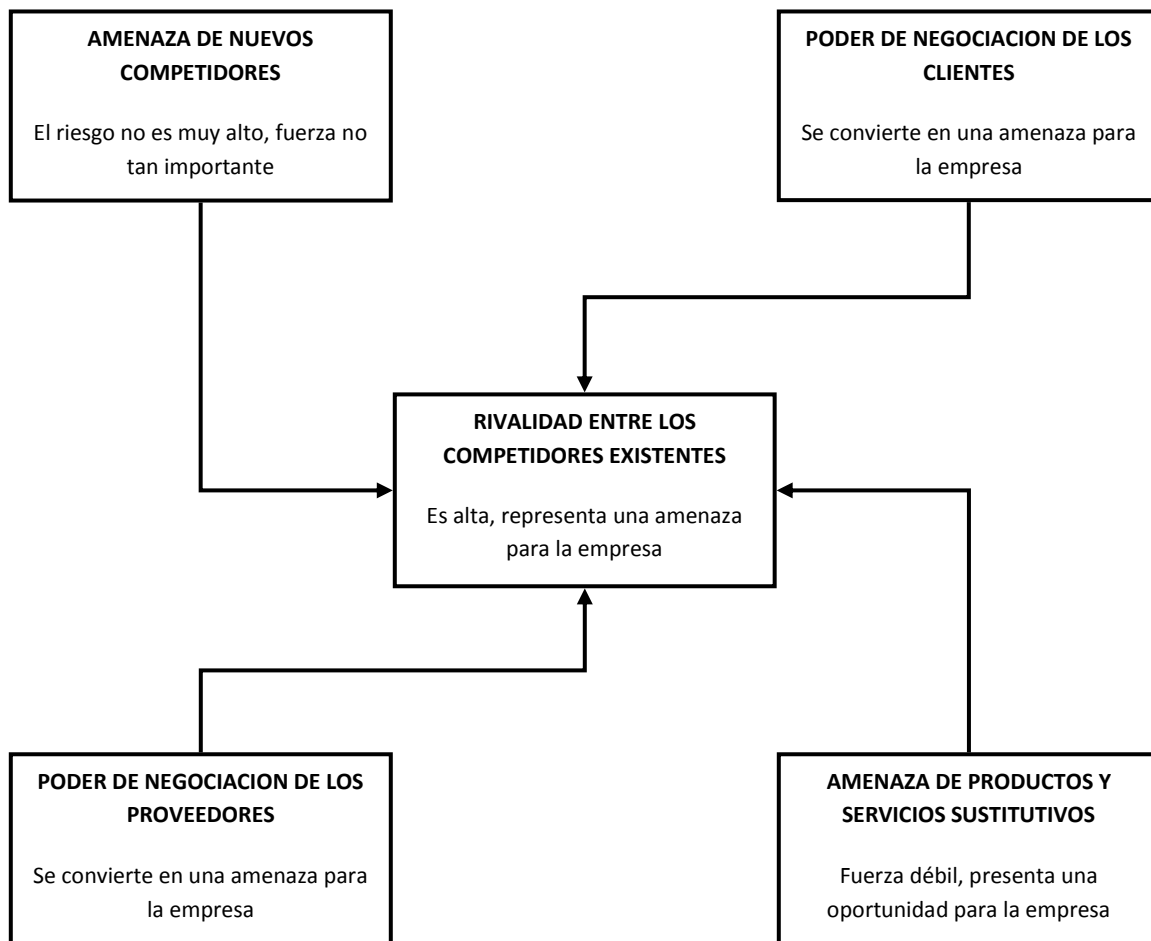 AMENAZA DE NUEVOS
COMPETIDORES
El riesgo no es muy alto, fuerza no
tan importante
PODER DE NEGOCIACION DE LOS
CLIENTES
Se convierte en una amenaza para
la empresa
RIVALIDAD ENTRE LOS
COMPETIDORES EXISTENTES
Es alta, representa una amenaza
para la empresa
PODER DE NEGOCIACION DE LOS
PROVEEDORES
Se convierte en una amenaza para
la empresa
AMENAZA DE PRODUCTOS Y
SERVICIOS SUSTITUTIVOS
Fuerza débil, presenta una
oportunidad para la empresa